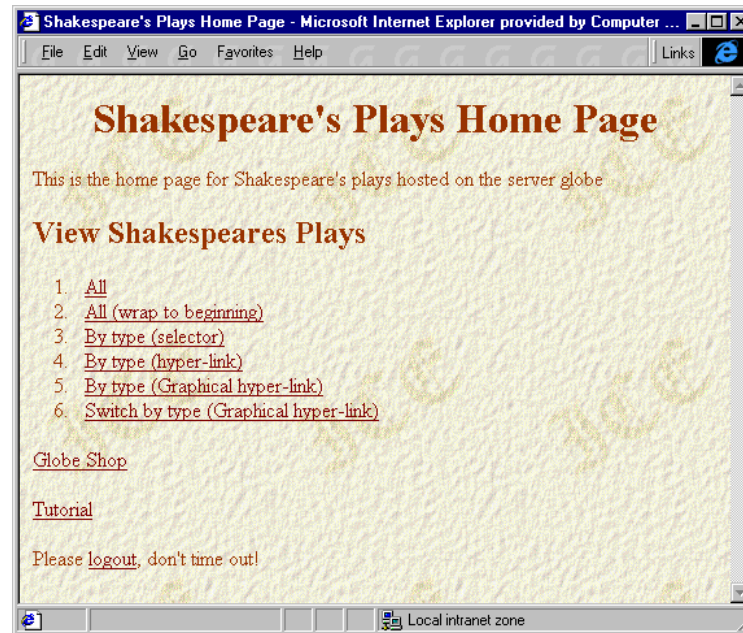 Shakespeare's Plays Home Page - Microsoft Internet Explorer provided by Computer ...
File Edit View Go Favorites Help Links
Shakespeare's Plays Home Page
This is the home page for Shakespeare's plays hosted on the server globe
View Shakespeares Plays
1. All
2. All (wrap to beginning)
3. By type (selector)
4. By type (hyper-link)
5. By type (Graphical hyper-link)
6. Switch by type (Graphical hyper-link)
Globe Shop
Tutorial
Please logout, don't time out!
Local intranet zone